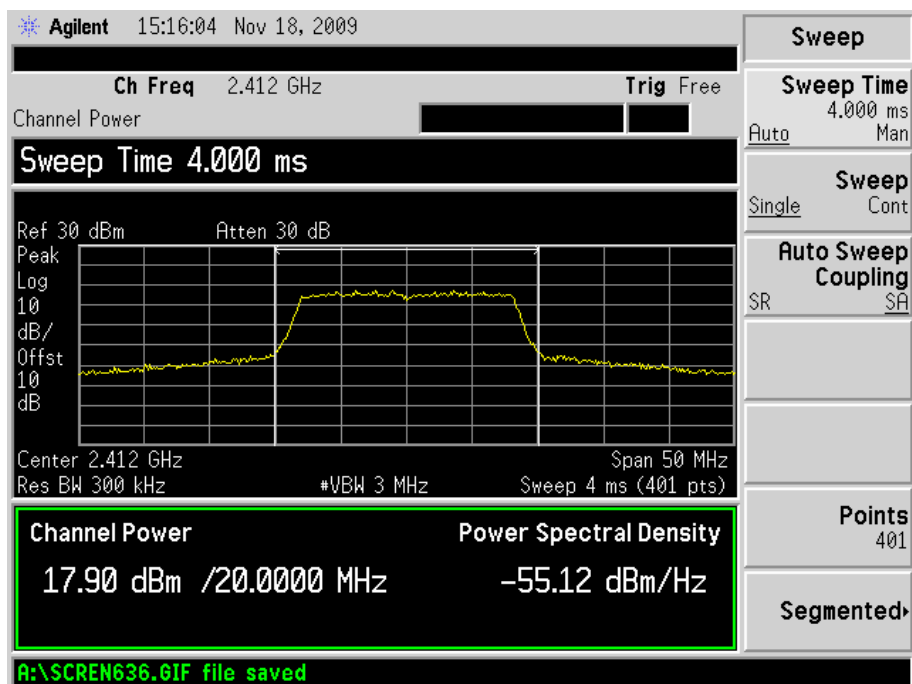 Agilent 15:16:04 Nov 18, 2009
Ch Freq 2.412 GHz Trig Free
Channel Power
Sweep Time 4.000 ms
Ref 30 dBm Atten 30 dB
Peak
Log
10
dB/
Offst
10
dB
Center 2.412 GHz Span 50 MHz
Res BW 300 kHz #VBW 3 MHz Sweep 4 ms (401 pts)
Channel Power Power Spectral Density
17.90 dBm /20.0000 MHz -55.12 dBm/Hz
A:\SCREN636.GIF file saved
Sweep
Sweep Time
4.000 ms
Auto Man
Sweep
Single Cont
Auto Sweep
Coupling
SR SA
Points
401
Segmented